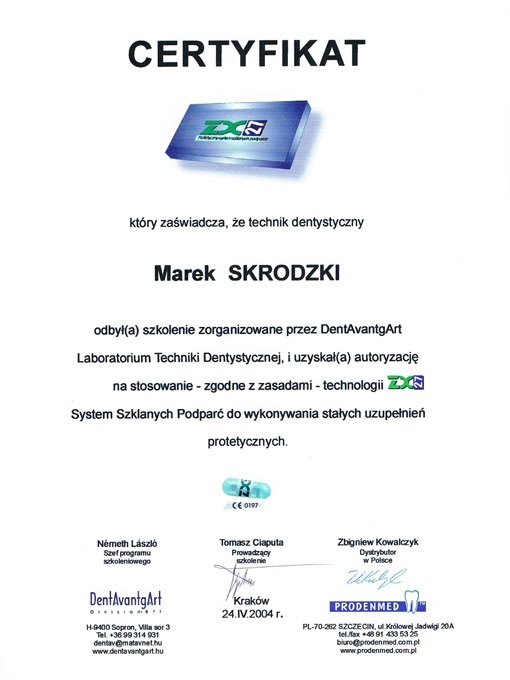 CERTYFIKAT
ZX 27
który zaświadcza, że technik dentystyczny
Marek SKRODZKI
odbył(a) szkolenie zorganizowane przez DentAvantgArt
Laboratorium Techniki Dentystycznej, i uzyskał(a) autoryzację
na stosowanie - zgodne z zasadami - technologii ZX 27
System Szklanych Podparć do wykonywania stałych uzupełnień
protetycznych.
ZX
CE 0197
Németh László
Szef programu
szkoleniowego
DentAvantgArt
H-9400 Sopron, Villa sor 3
Tel. +36 99 314 931
dentav@matavnet.hu
www.dentavantgart.hu
Tomasz Ciaputa
Prowadzący
szkolenie
Kraków
24.IV.2004 r.
Zbigniew Kowalczyk
Dystrybutor
w Polsce
PRODENMED TM
PL-70-262 SZCZECIN, ul.Królowej Jadwigi 20A
tel./fax +48 91 433 53 25
biuro@prodenmed.com.pl
www.prodenmed.com.pl